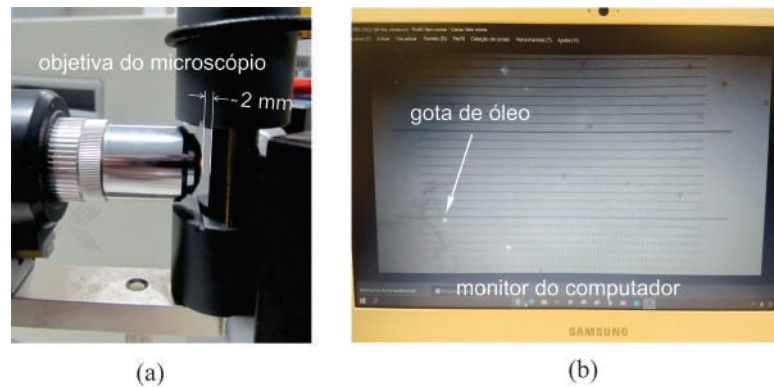 objetiva do microscópio
~2 mm
gota de óleo
monitor do computador
SAMSUNG
(a)
(b)